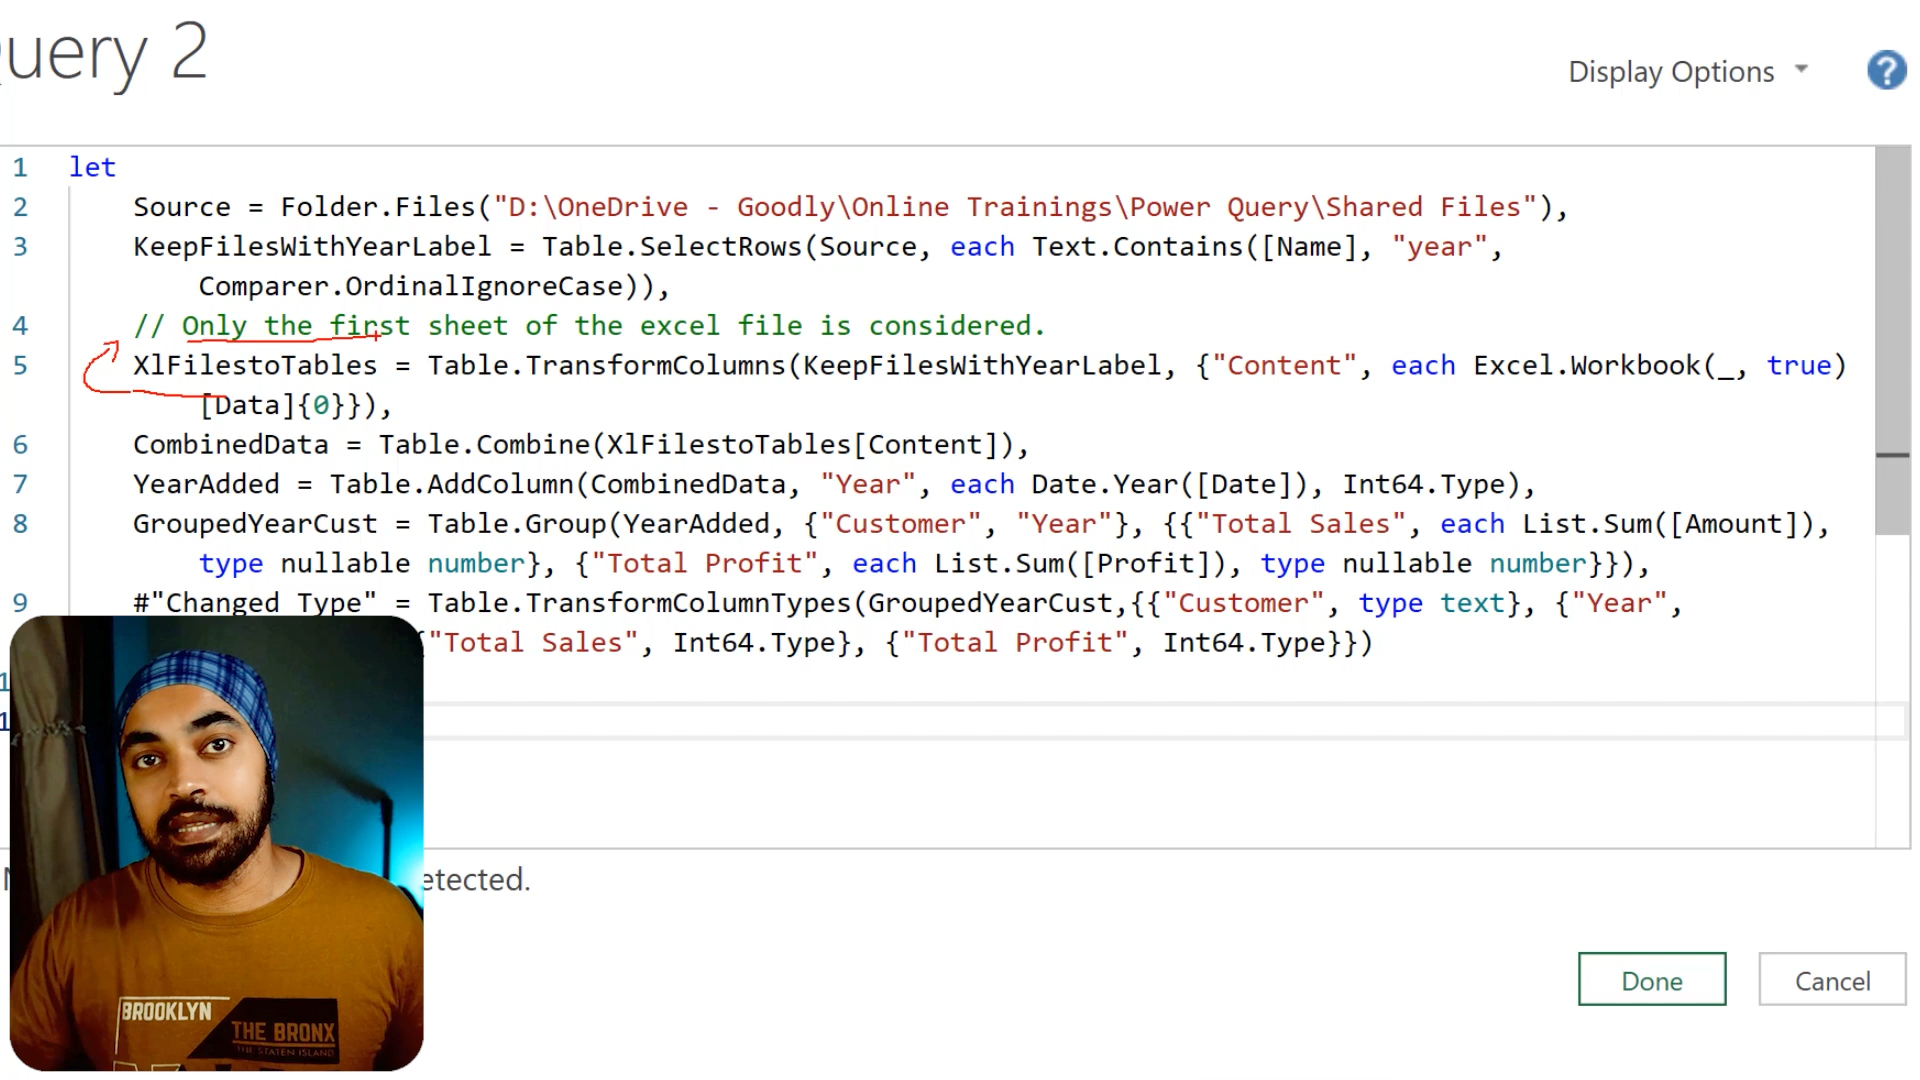 uery 2
Display Options
?
1 let
2 Source = Folder.Files("D:\OneDrive - Goodly\Online Trainings\Power Query\Shared Files"),
3 KeepFilesWithYearLabel = Table.SelectRows(Source, each Text.Contains([Name], "year",
Comparer.OrdinalIgnoreCase)),
4 // Only the first sheet of the excel file is considered.
5 XlFilestoTables = Table.TransformColumns(KeepFilesWithYearLabel, {"Content", each Excel.Workbook(_, true)
[Data]{0}}),
6 CombinedData = Table.Combine(XlFilestoTables[Content]),
7 YearAdded = Table.AddColumn(CombinedData, "Year", each Date.Year([Date]), Int64.Type),
8 GroupedYearCust = Table.Group(YearAdded, {"Customer", "Year"}, {{"Total Sales", each List.Sum([Amount]),
type nullable number}, {"Total Profit", each List.Sum([Profit]), type nullable number}}),
9 #"Changed Type" = Table.TransformColumnTypes(GroupedYearCust,{{"Customer", type text}, {"Year",
{"Total Sales", Int64.Type}, {"Total Profit", Int64.Type}})
1
1
etected.
Done
Cancel
BROOKLYN
THE BRONX
THE STATEN ISLAND